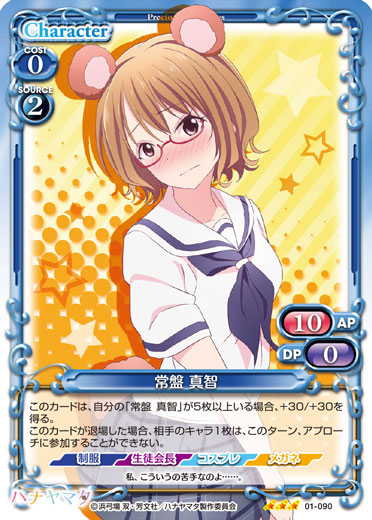 Precious Memories
Character
COST
0
SOURCE
2
10 AP
DP 0
常盤 真智
このカードは、自分の「常盤 真智」が5枚以上いる場合、+30/+30を
得る。
このカードが退場した場合、相手のキャラ1枚は、このターン、アプロー
チに参加することができない。
制服 生徒会長 コスプレ メガネ
私、こういうの苦手なのよ……。
ハナヤマタ
©浜弓場 双・芳文社/ハナヤマタ製作委員会
★★★ 01-090